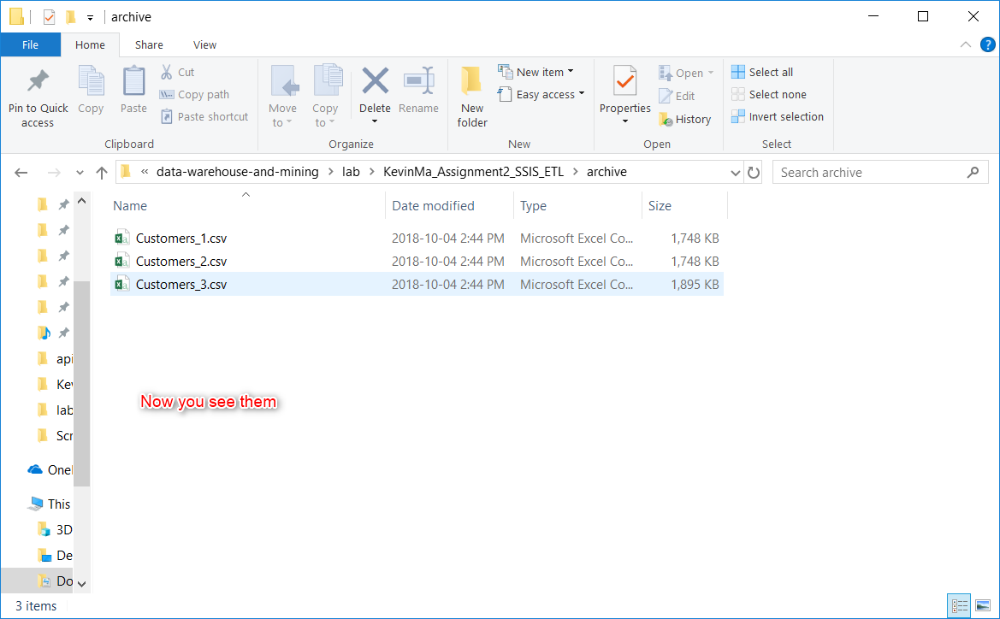 archive
File Home Share View
Pin to Quick access
Copy
Paste
Cut
Copy path
Paste shortcut
Clipboard
Move to
Copy to
Delete
Rename
Organize
New folder
New item
Easy access
New
Properties
Open
Edit
History
Open
Select all
Select none
Invert selection
Select
« data-warehouse-and-mining > lab > KevinMa_Assignment2_SSIS_ETL > archive
Search archive
Name Date modified Type Size
Customers_1.csv 2018-10-04 2:44 PM Microsoft Excel Co... 1,748 KB
Customers_2.csv 2018-10-04 2:44 PM Microsoft Excel Co... 1,748 KB
Customers_3.csv 2018-10-04 2:44 PM Microsoft Excel Co... 1,895 KB
api
Kev
lab
Scr
One
This
3D
De
Do
Now you see them
3 items